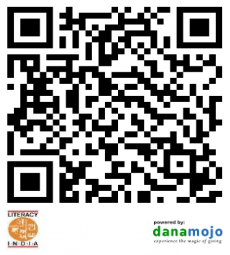 LITERACY
INDIA
powered by:
danamojo
experience the magic of giving